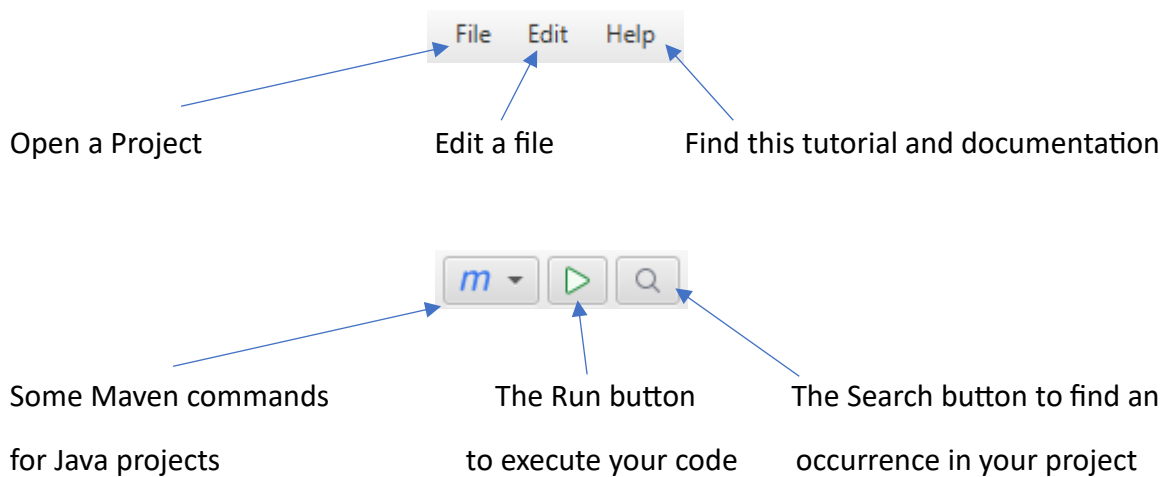 File Edit Help
Open a Project Edit a file Find this tutorial and documentation
m
Some Maven commands The Run button The Search button to find an
for Java projects to execute your code occurrence in your project